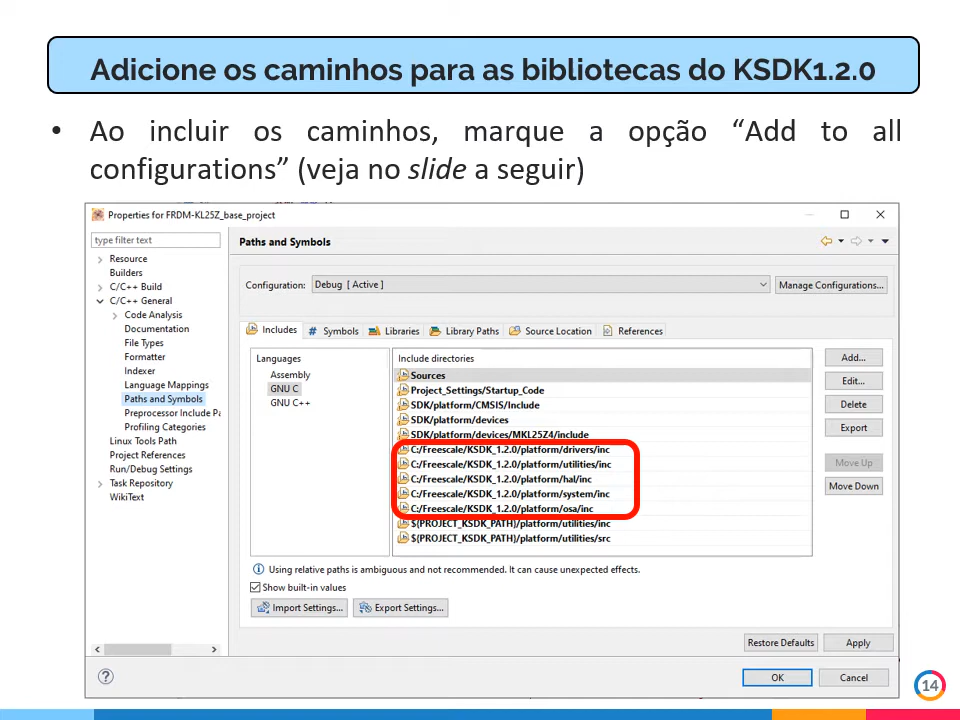 Adicione os caminhos para as bibliotecas do KSDK1.2.0
• Ao incluir os caminhos, marque a opção “Add to all
configurations” (veja no slide a seguir)
Properties for FRDM-KL25Z_base_project
type filter text
Paths and Symbols
Resource
Builders
C/C++ Build
C/C++ General
Code Analysis
Documentation
File Types
Formatter
Indexer
Language Mappings
Paths and Symbols
Preprocessor Include Pa
Profiling Categories
Linux Tools Path
Project References
Run/Debug Settings
Task Repository
WikiText
Configuration: Debug [ Active ] Manage Configurations...
Includes # Symbols Libraries Library Paths Source Location References
Languages
Assembly
GNU C
GNU C++
Include directories
Sources
Project_Settings/Startup_Code
SDK/platform/CMSIS/Include
SDK/platform/devices
SDK/platform/devices/MKL25Z4/include
C:/Freescale/KSDK_1.2.0/platform/drivers/inc
C:/Freescale/KSDK_1.2.0/platform/utilities/inc
C:/Freescale/KSDK_1.2.0/platform/hal/inc
C:/Freescale/KSDK_1.2.0/platform/system/inc
C:/Freescale/KSDK_1.2.0/platform/osa/inc
${PROJECT_KSDK_PATH}/platform/utilities/inc
${PROJECT_KSDK_PATH}/platform/utilities/src
Add...
Edit...
Delete
Export
Move Up
Move Down
Using relative paths is ambiguous and not recommended. It can cause unexpected effects.
Show built-in values
Import Settings... Export Settings...
Restore Defaults Apply
OK Cancel
14